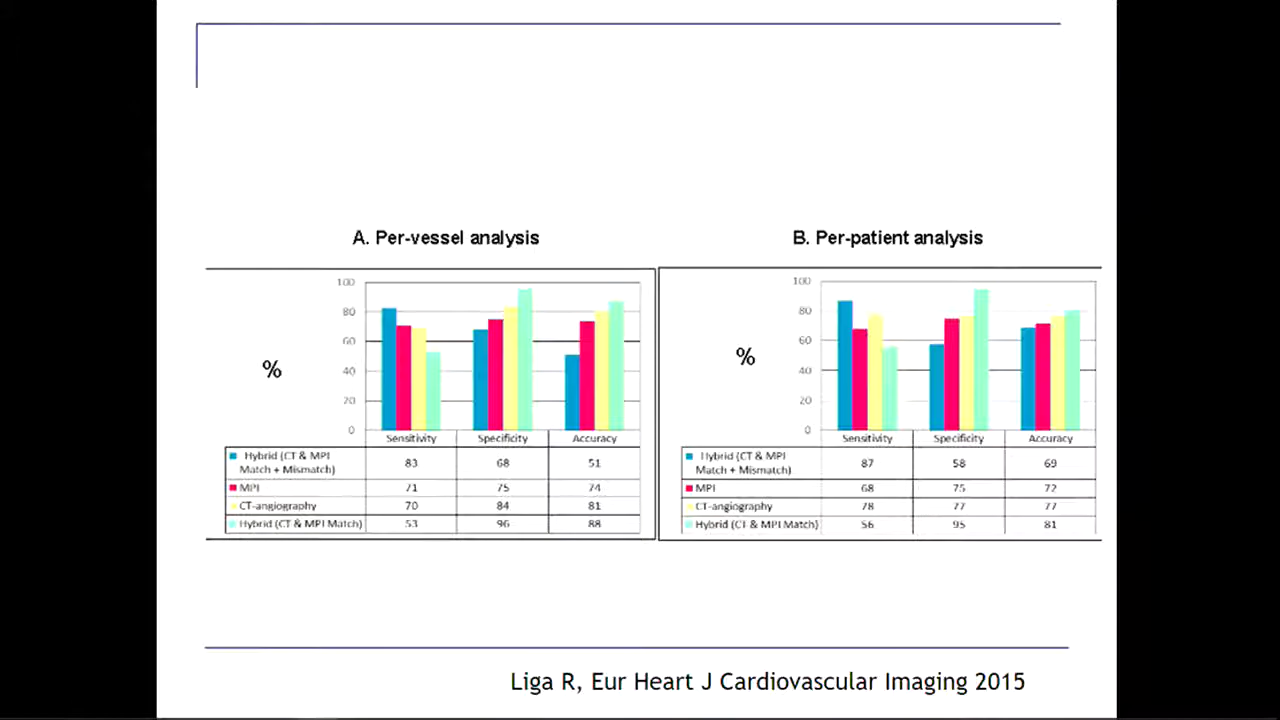 A. Per-vessel analysis
%
100
80
60
40
20
0
Sensitivity Specificity Accuracy
Hybrid (CT & MPI
Match + Mismatch) 83 68 51
MPI 71 75 74
CT-angiography 70 84 81
Hybrid (CT & MPI Match) 53 96 88
B. Per-patient analysis
%
100
80
60
40
20
0
Sensitivity Specificity Accuracy
Hybrid (CT & MPI
Match + Mismatch) 87 58 69
MPI 68 75 72
CT-angiography 78 77 77
Hybrid (CT & MPI Match) 56 95 81
Liga R, Eur Heart J Cardiovascular Imaging 2015